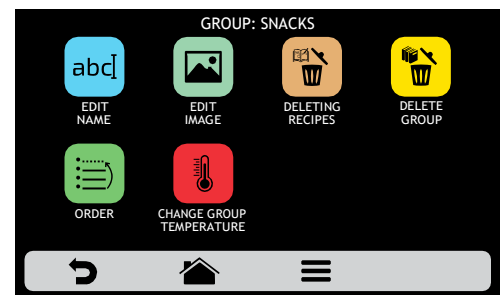 GROUP: SNACKS
abc
EDIT
NAME
EDIT
IMAGE
DELETING
RECIPES
DELETE
GROUP
ORDER
CHANGE GROUP
TEMPERATURE